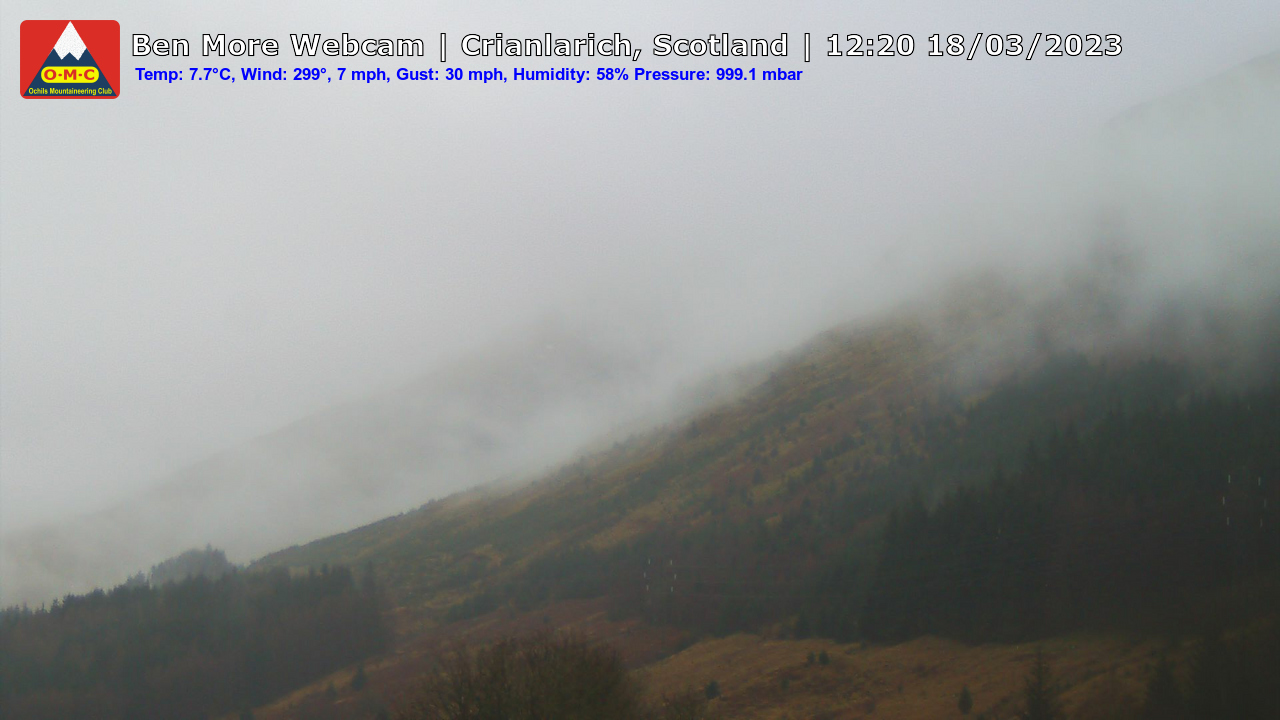 Ben More Webcam | Crianlarich, Scotland | 12:20 18/03/2023
Temp: 7.7°C, Wind: 299°, 7 mph, Gust: 30 mph, Humidity: 58% Pressure: 999.1 mbar
O·M·C
Ochils Mountaineering Club